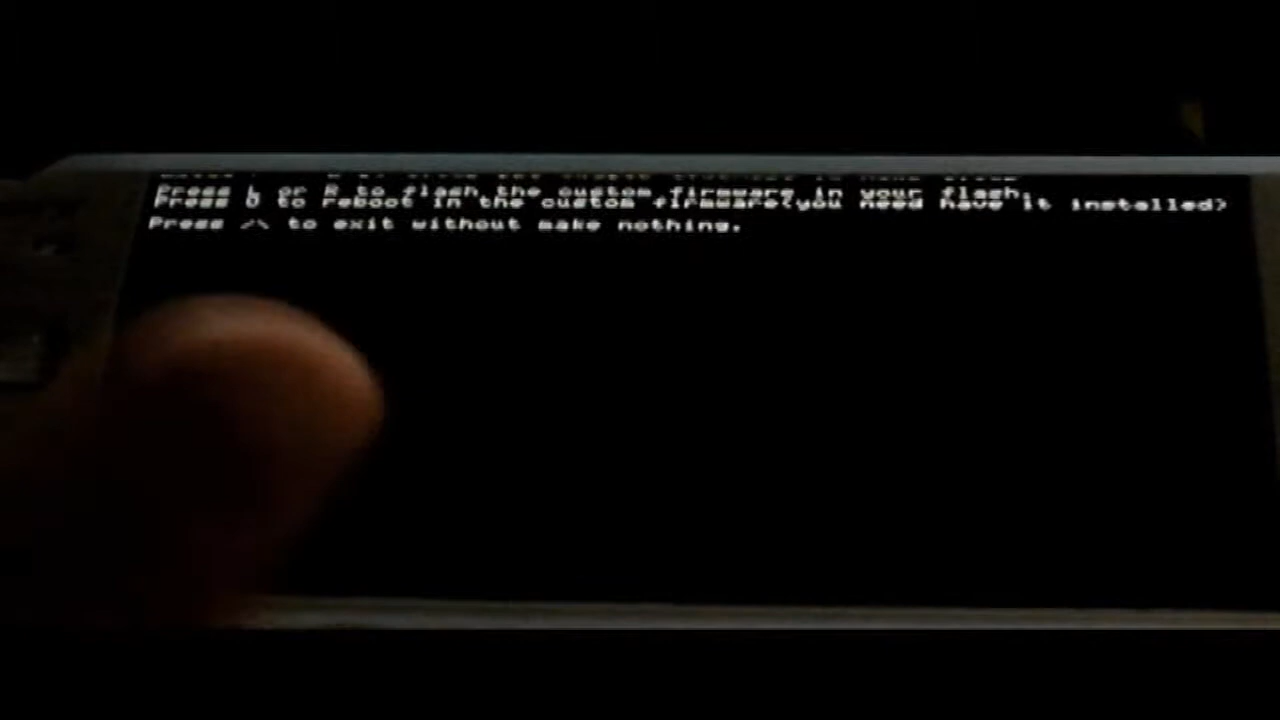 Press L or R to flash the custom firmware in your flash.
Press O to reboot in the custom firmware(you need have it installed)
Press /\ to exit without make nothing.